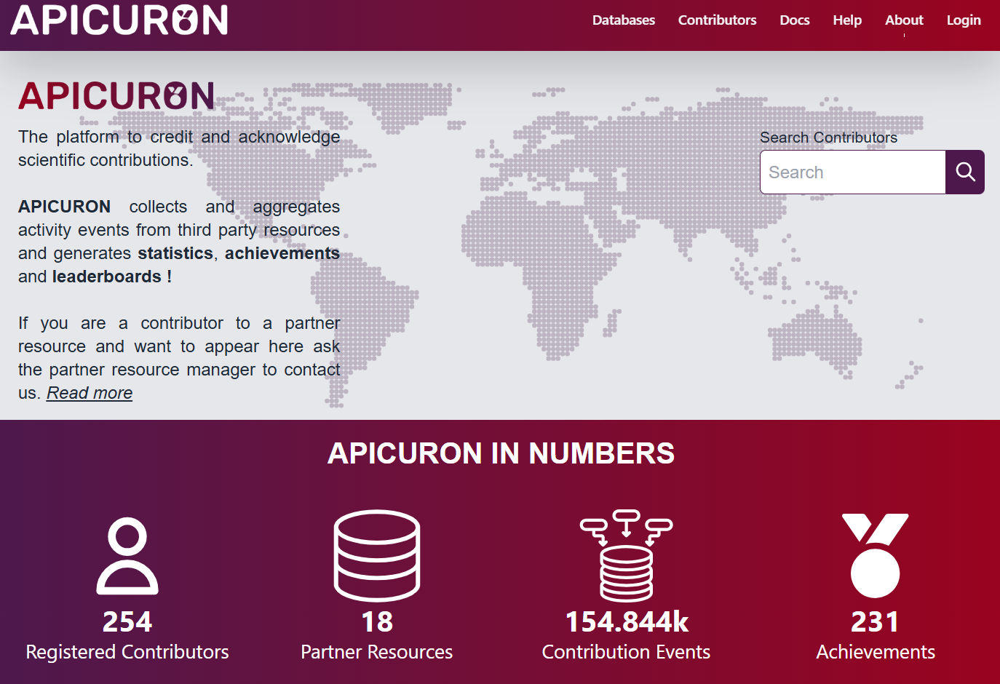 APICURON
Databases Contributors Docs Help About Login
APICURON
The platform to credit and acknowledge
scientific contributions.
APICURON collects and aggregates
activity events from third party resources
and generates statistics, achievements
and leaderboards !
If you are a contributor to a partner
resource and want to appear here ask
the partner resource manager to contact
us. Read more
Search Contributors
Search
APICURON IN NUMBERS
254
Registered Contributors
18
Partner Resources
154.844k
Contribution Events
231
Achievements